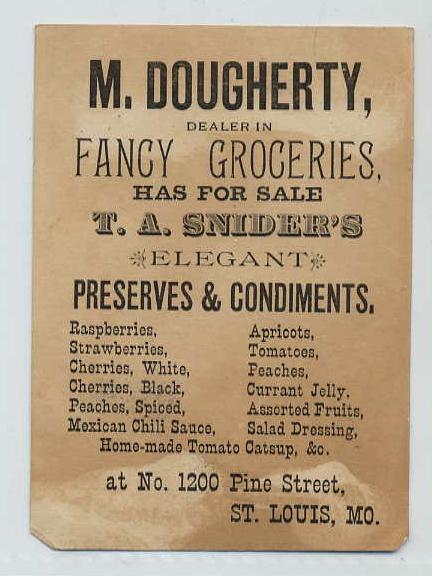 M. DOUGHERTY,
DEALER IN
FANCY GROCERIES,
HAS FOR SALE
T. A. SNIDER'S
ELEGANT
PRESERVES & CONDIMENTS.
Raspberries,
Strawberries,
Cherries, White,
Cherries, Black,
Peaches, Spiced,
Mexican Chili Sauce,
Apricots,
Tomatoes,
Peaches,
Currant Jelly,
Assorted Fruits,
Salad Dressing,
Home-made Tomato Catsup, &c.
at No. 1200 Pine Street,
ST. LOUIS, MO.